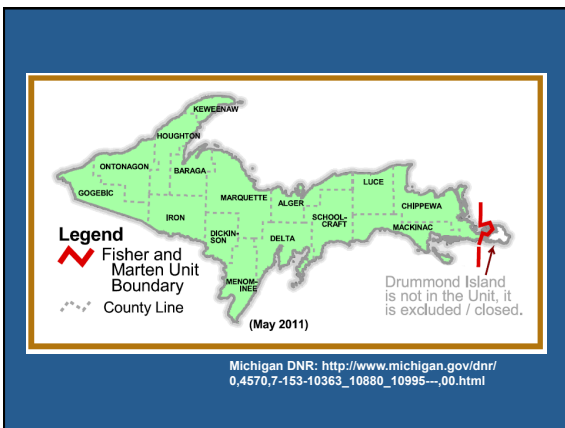 KEWEENAW
HOUGHTON
ONTONAGON
BARAGA
GOGEBIC
MARQUETTE
ALGER
LUCE
CHIPPEWA
IRON
SCHOOL-
CRAFT
MACKINAC
DICKIN-
SON
DELTA
MENOM-
INEE
Legend
Fisher and
Marten Unit
Boundary
County Line
(May 2011)
Drummond Island
is not in the Unit, it
is excluded / closed.
Michigan DNR: http://www.michigan.gov/dnr/
0,4570,7-153-10363_10880_10995---,00.html